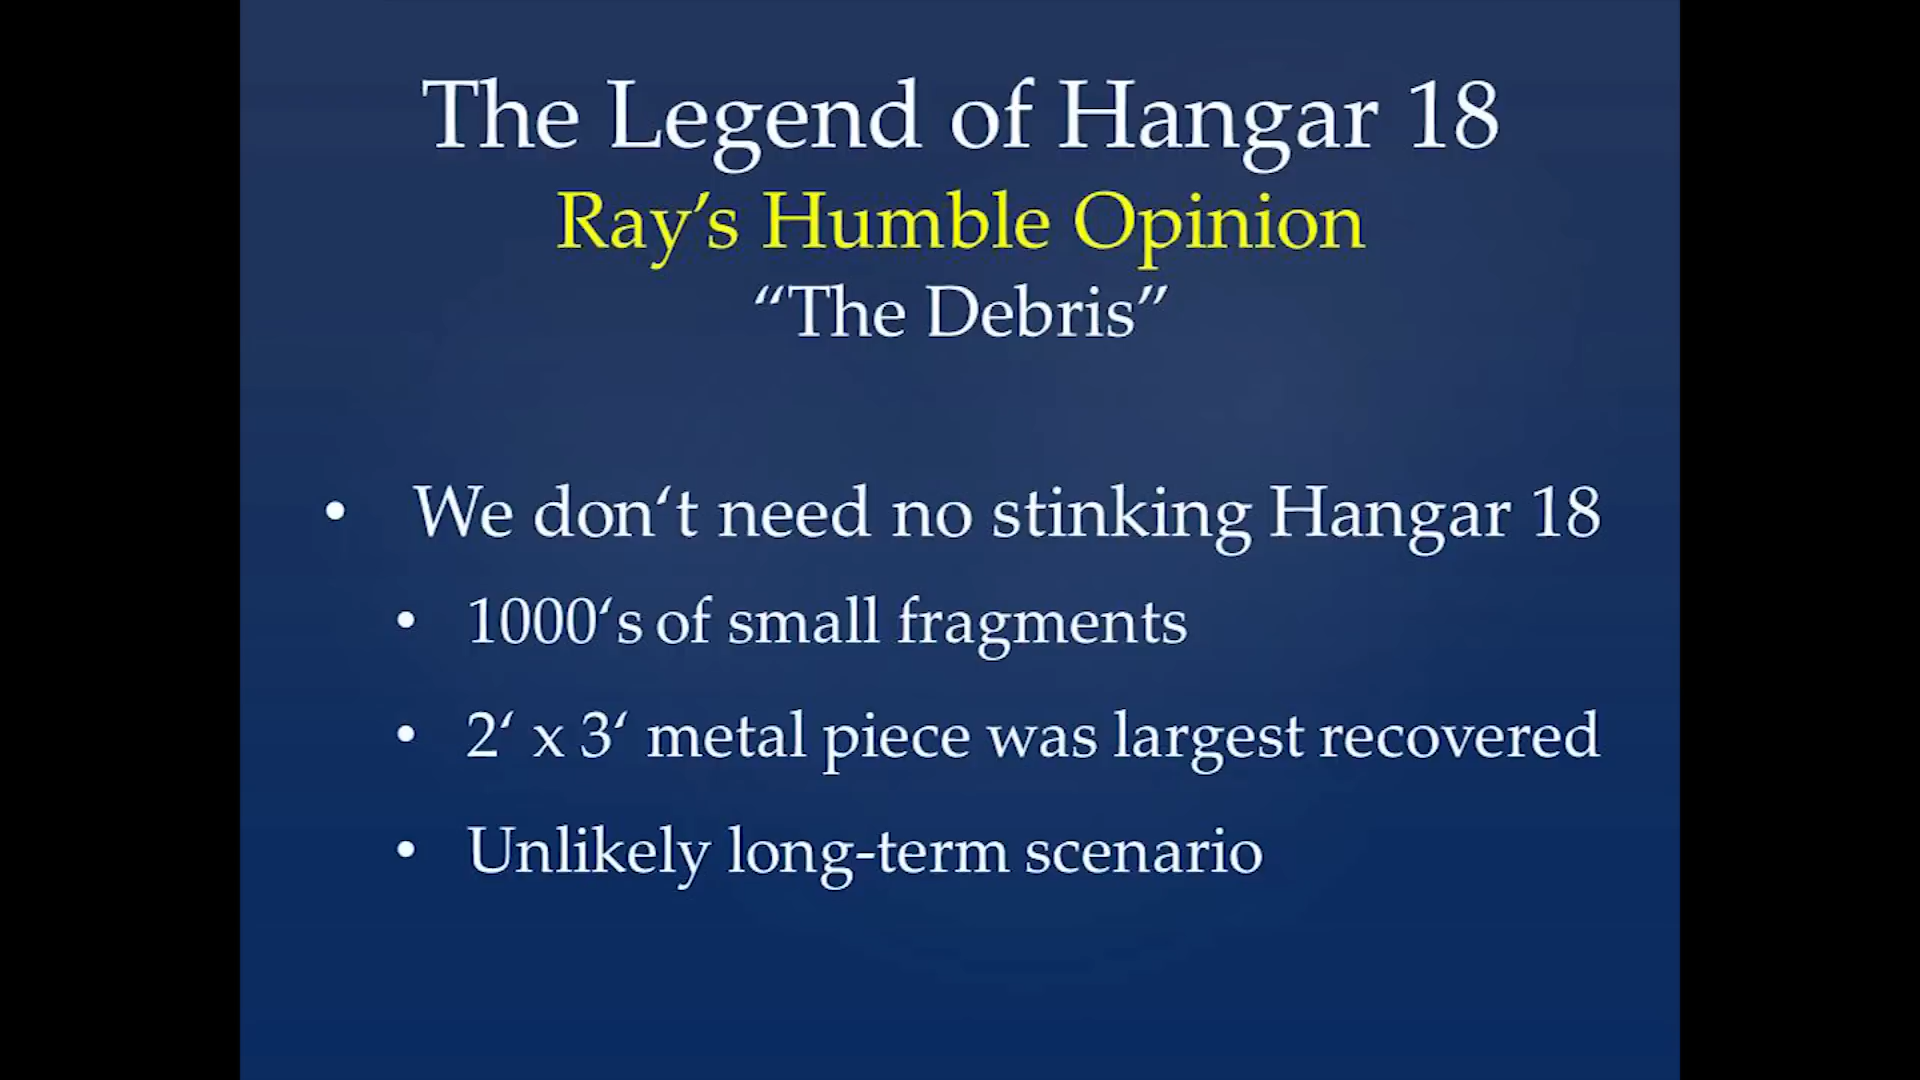 The Legend of Hangar 18
Ray’s Humble Opinion
“The Debris”
• We don‘t need no stinking Hangar 18
• 1000‘s of small fragments
• 2‘ x 3‘ metal piece was largest recovered
• Unlikely long-term scenario